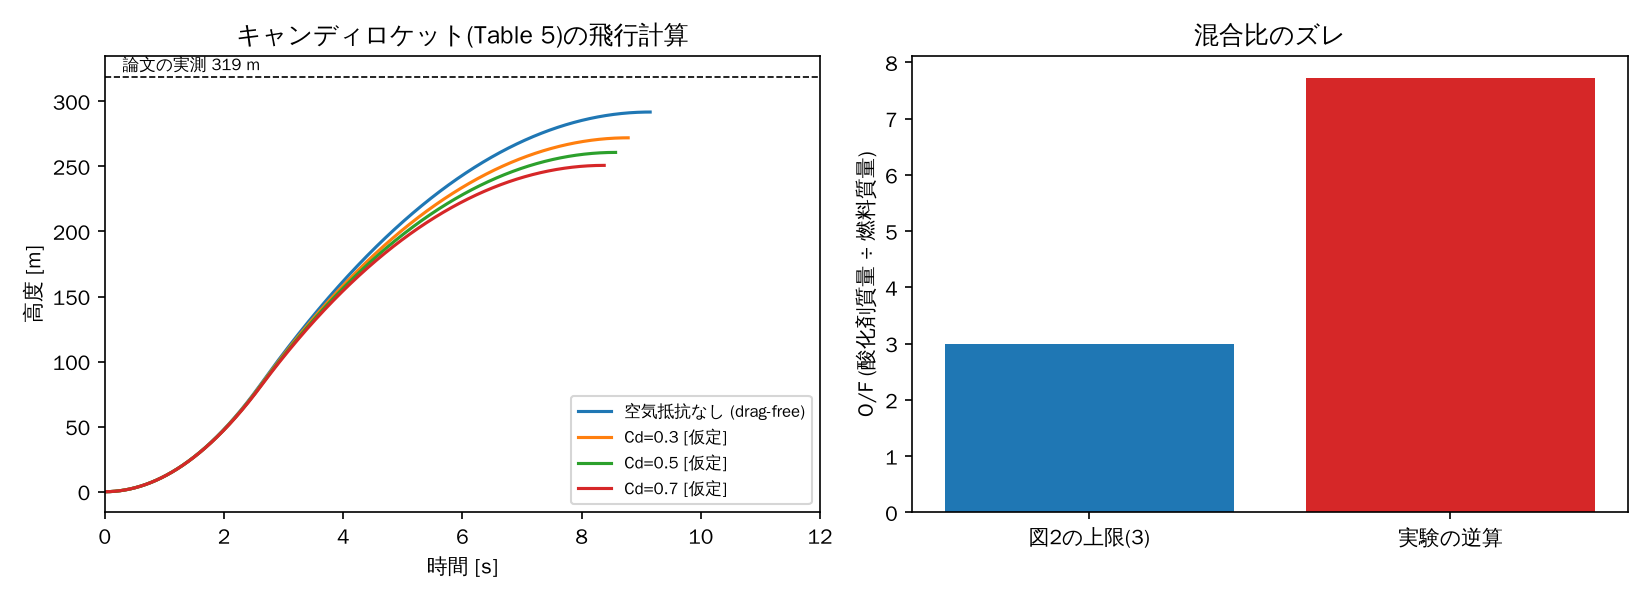 キャンディロケット(Table 5)の飛行計算
論文の実測 319 m
高度 [m]
300
250
200
150
100
50
0
空気抵抗なし (drag-free)
Cd=0.3 [仮定]
Cd=0.5 [仮定]
Cd=0.7 [仮定]
0 2 4 6 8 10 12
時間 [s]
混合比のズレ
O/F (酸化剤質量 ÷ 燃料質量)
8
7
6
5
4
3
2
1
0
図2の上限(3) 実験の逆算